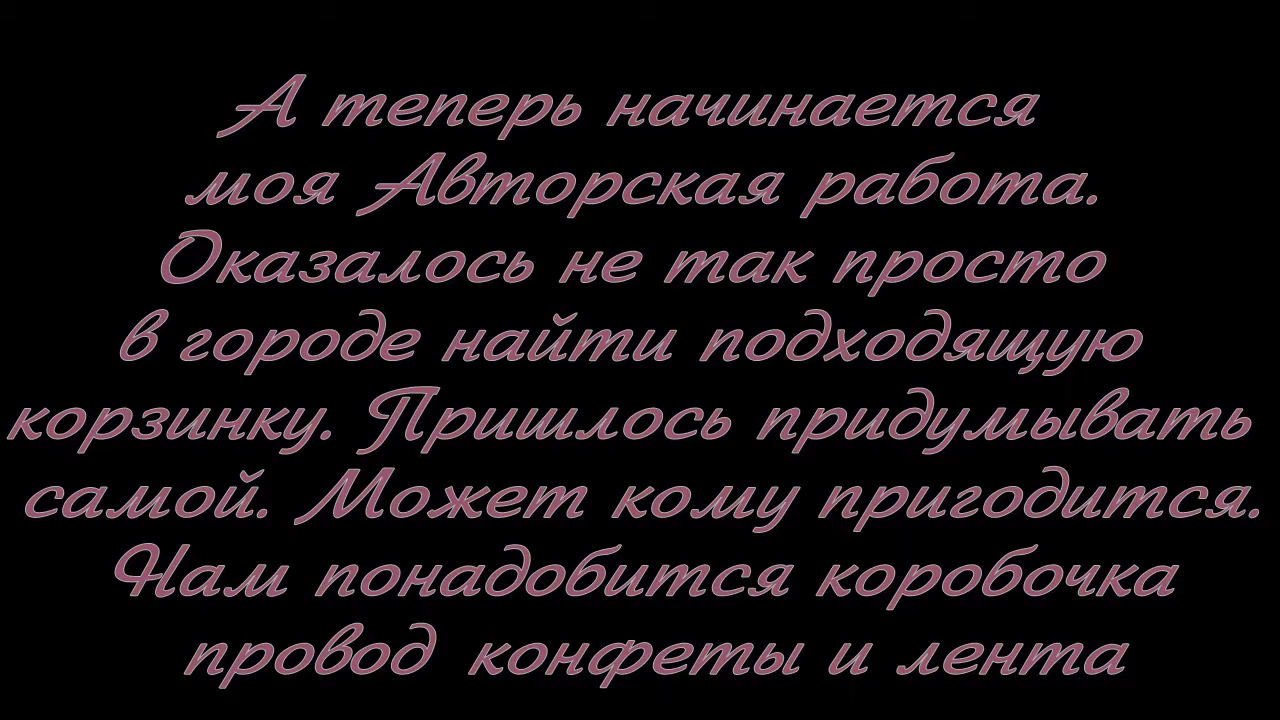 А теперь начинается
моя Авторская работа.
Оказалось не так просто
в городе найти подходящую
корзинку. Пришлось придумывать
самой. Может кому пригодится.
Нам понадобится коробочка
провод конфеты и лента